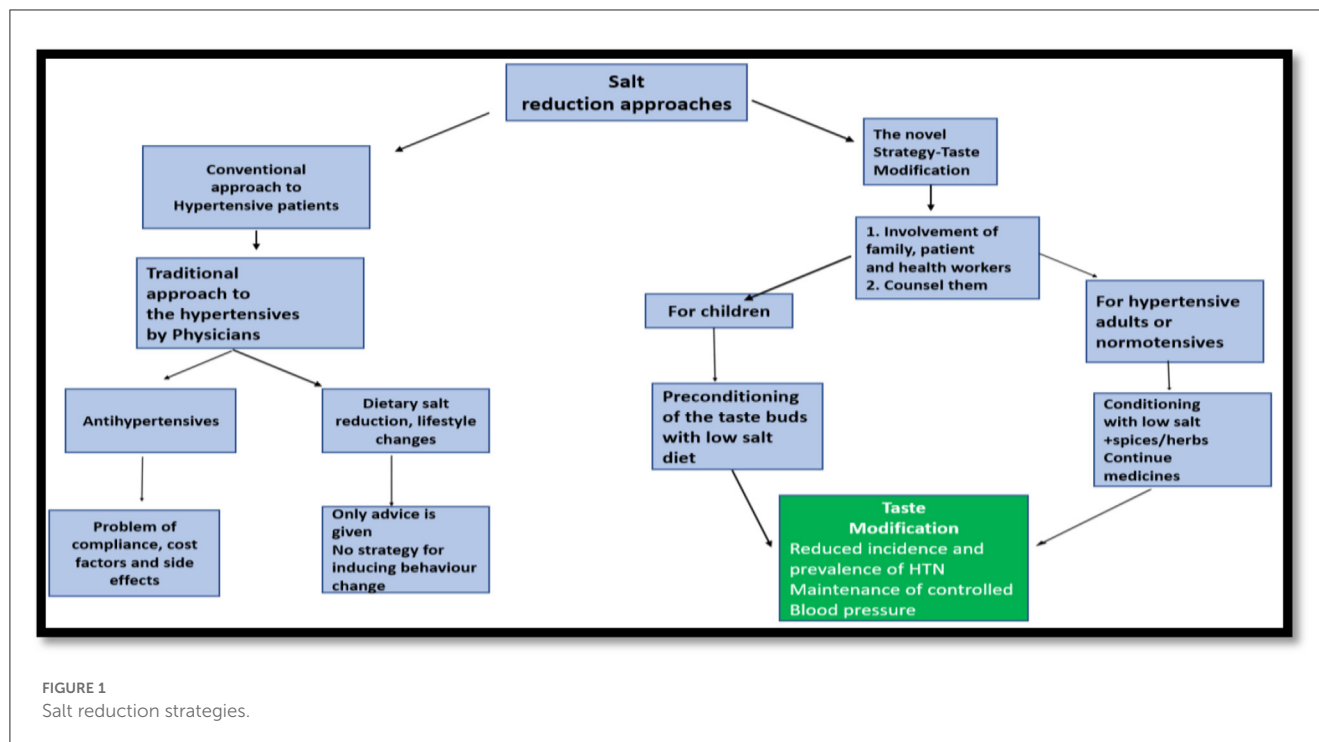 Salt
reduction approaches
Conventional
approach to
Hypertensive patients
The novel
Strategy-Taste
Modification
Traditional
approach to
the hypertensives
by Physicians
1. Involvement of
family, patient
and health workers
2. Counsel them
For children
For hypertensive
adults or
normotensives
Antihypertensives
Dietary salt
reduction, lifestyle
changes
Preconditioning
of the taste buds
with low salt
diet
Conditioning
with low salt
+spices/herbs
Continue
medicines
Problem of
compliance, cost
factors and side
effects
Only advice is
given
No strategy for
inducing behaviour
change
Taste
Modification
Reduced incidence and
prevalence of HTN
Maintenance of controlled
Blood pressure
FIGURE 1
Salt reduction strategies.